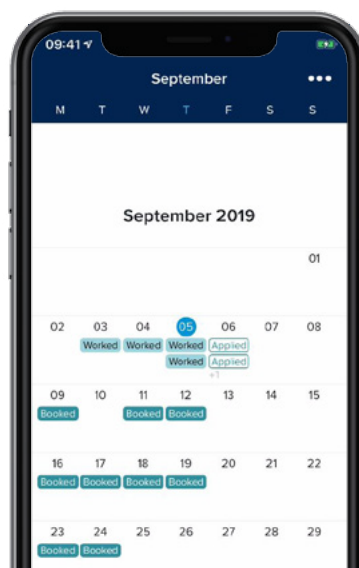 09:41
September
•••
M T W T F S S
September 2019
01
02 03 04 05 06 07 08
Worked Worked Worked Applied
Worked Applied
+1
09 10 11 12 13 14 15
Booked Booked Booked
16 17 18 19 20 21 22
Booked Booked Booked Booked
23 24 25 26 27 28 29
Booked Booked